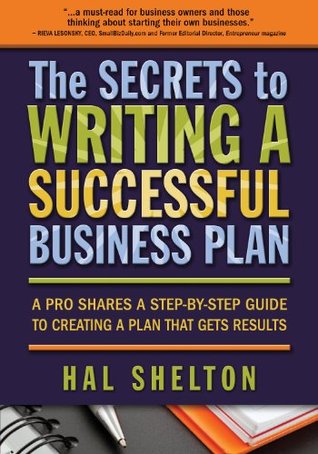 “...a must-read for business owners and those
thinking about starting their own businesses.”
– RIEVA LESONSKY, CEO, SmallBizDaily.com and Former Editorial Director, Entrepreneur magazine
The SECRETS to
WRITING A
SUCCESSFUL
BUSINESS PLAN
A PRO SHARES A STEP-BY-STEP GUIDE
TO CREATING A PLAN THAT GETS RESULTS
HAL SHELTON